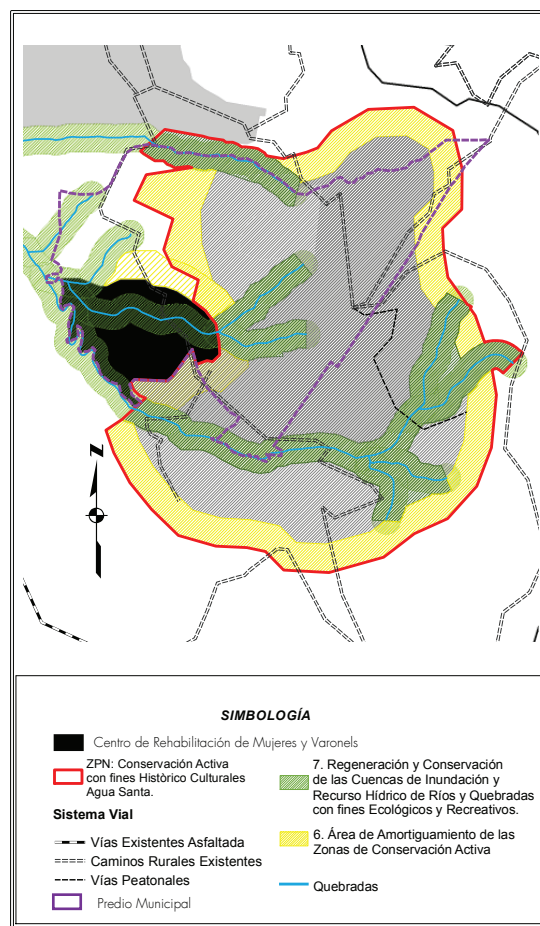 Z
SIMBOLOGÍA
Centro de Rehabilitación de Mujeres y Varonels
ZPN: Conservación Activa
con fines Històrico Culturales
Agua Santa.
Sistema Vial
Vías Existentes Asfaltada
Caminos Rurales Existentes
Vías Peatonales
Predio Municipal
7. Regeneración y Conservación
de las Cuencas de Inundación y
Recurso Hídrico de Ríos y Quebradas
con fines Ecológicos y Recreativos.
6. Área de Amortiguamiento de las
Zonas de Conservación Activa
Quebradas